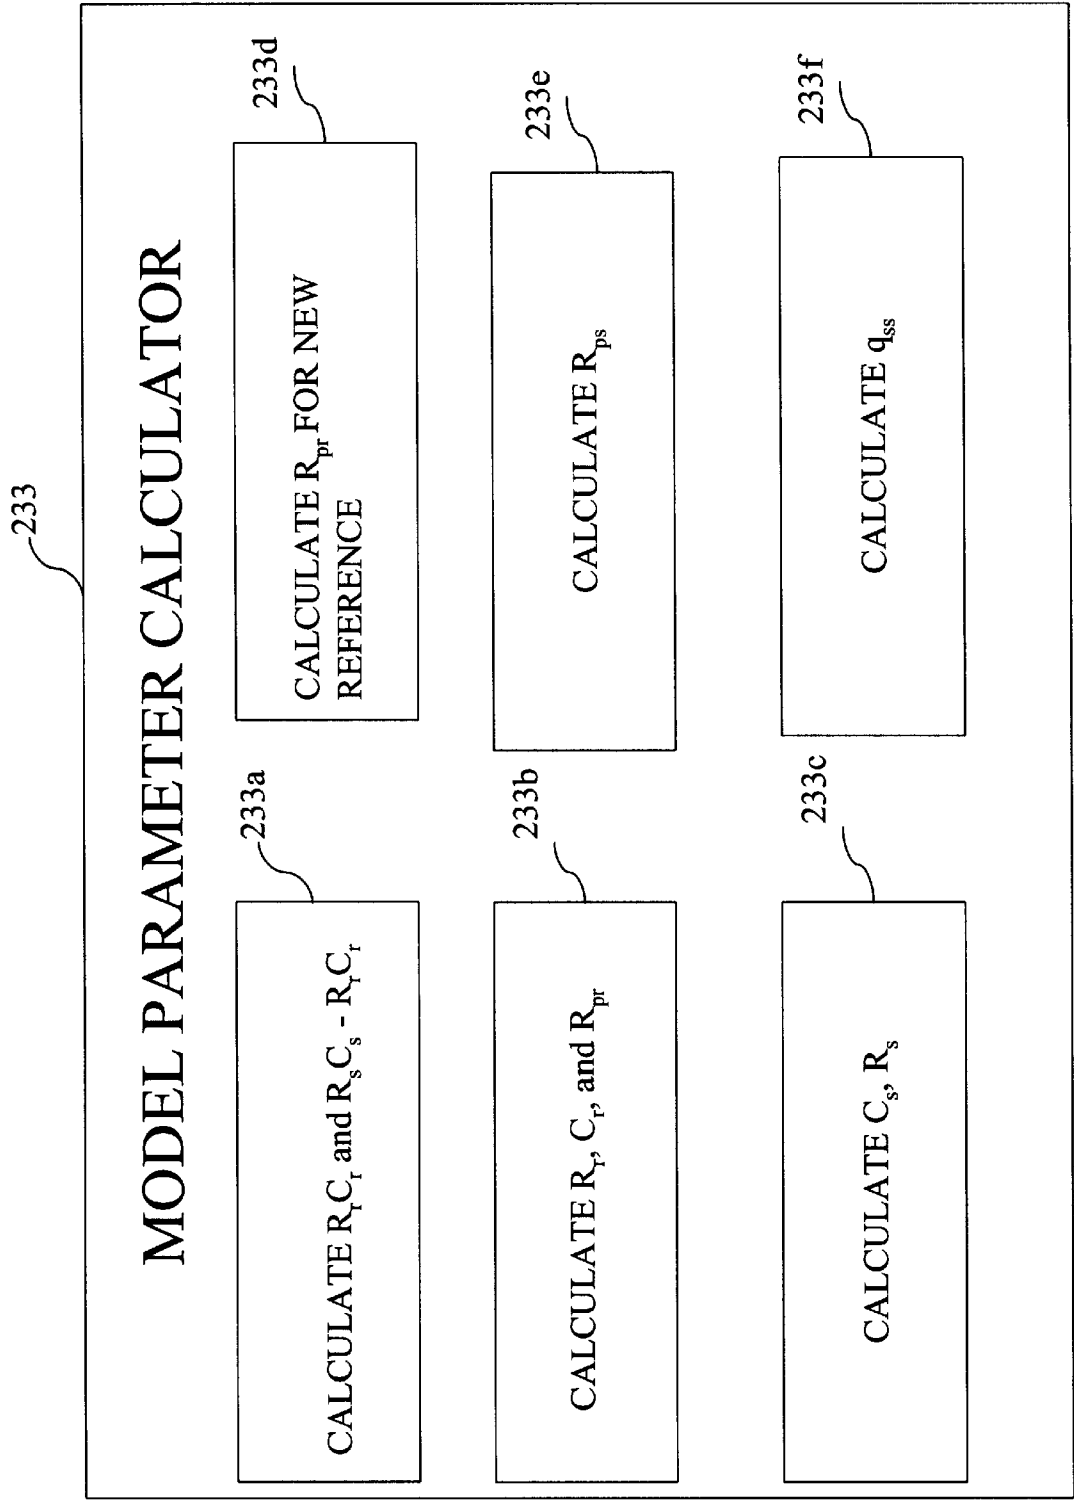 233
MODEL PARAMETER CALCULATOR
233a
CALCULATE RrCr and RsCs - RrCr
233b
CALCULATE Rr, Cr, and Rpr
233c
CALCULATE Cs, Rs
233d
CALCULATE Rpr FOR NEW
REFERENCE
233e
CALCULATE Rps
233f
CALCULATE qss